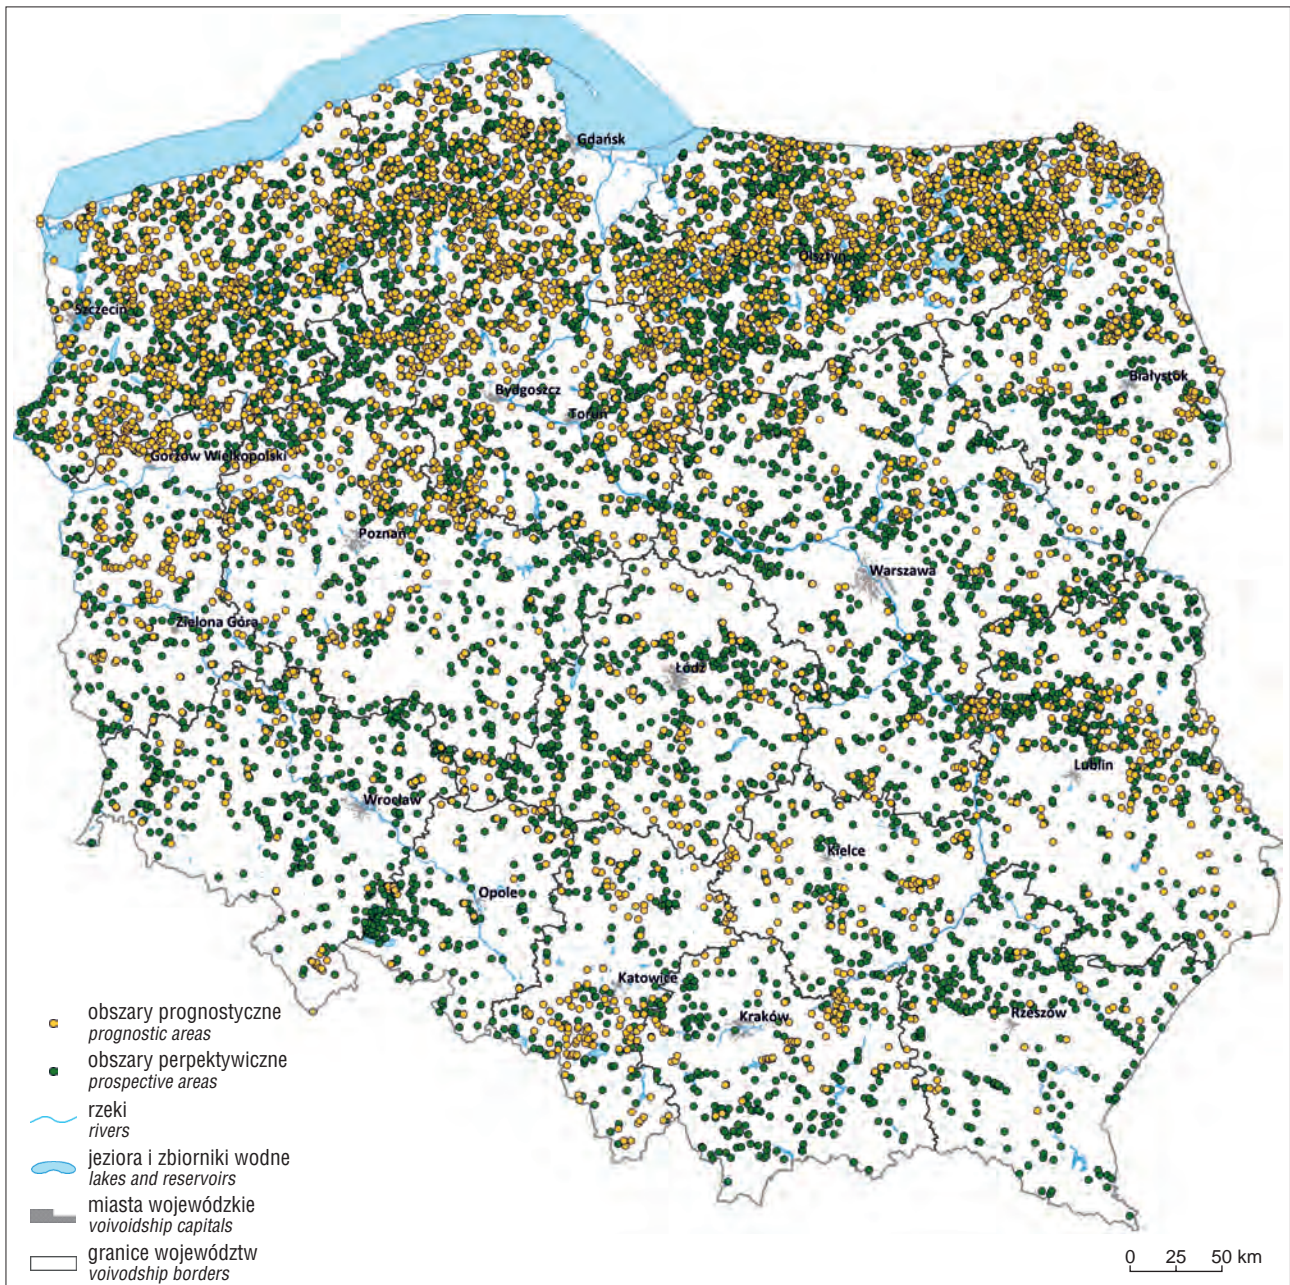 Gdańsk
Olsztyn
Szczecin
Białystok
Bydgoszcz
Toruń
Gorzów Wielkopolski
Poznań
Warszawa
Zielona Góra
Łódź
Lublin
Wrocław
Kielce
Opole
Katowice
Kraków
Rzeszów
obszary prognostyczne
prognostic areas
obszary perpektywiczne
prospective areas
rzeki
rivers
jeziora i zbiorniki wodne
lakes and reservoirs
miasta wojewódzkie
voivoidship capitals
granice województw
voivodship borders
0 25 50 km